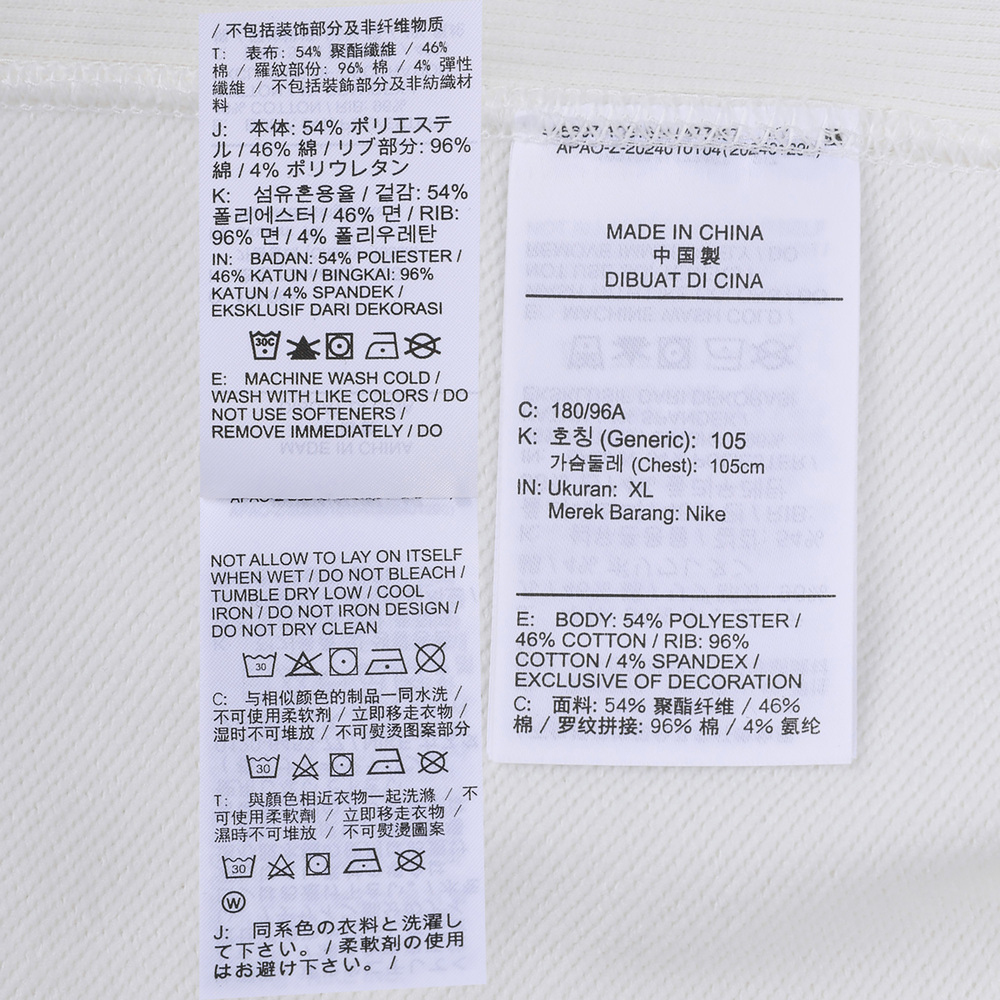 / 不包括装饰部分及非纤维物质
T: 表布: 54% 聚酯纖維 / 46%
棉 / 羅紋部份: 96% 棉 / 4% 彈性
纖維 / 不包括裝飾部分及非紡織材
料
J: 本体: 54% ポリエステ
ル / 46% 綿 / リブ部分: 96%
綿 / 4% ポリウレタン
K: 섬유혼용율 / 겉감: 54%
폴리에스터 / 46% 면 / RIB:
96% 면 / 4% 폴리우레탄
IN: BADAN: 54% POLIESTER /
46% KATUN / BINGKAI: 96%
KATUN / 4% SPANDEK /
EKSKLUSIF DARI DEKORASI
30C
E: MACHINE WASH COLD /
WASH WITH LIKE COLORS / DO
NOT USE SOFTENERS /
REMOVE IMMEDIATELY / DO
NOT ALLOW TO LAY ON ITSELF
WHEN WET / DO NOT BLEACH /
TUMBLE DRY LOW / COOL
IRON / DO NOT IRON DESIGN /
DO NOT DRY CLEAN
30
C: 与相似颜色的制品一同水洗 /
不可使用柔软剂 / 立即移走衣物 /
湿时不可堆放 / 不可熨烫图案部分
30
T: 與顏色相近衣物一起洗滌 / 不
可使用柔軟劑 / 立即移走衣物 /
濕時不可堆放 / 不可熨燙圖案
30
W
J: 同系色の衣料と洗濯し
て下さい。 / 柔軟剤の使用
はお避け下さい。 /
MADE IN CHINA
中国製
DIBUAT DI CINA
C: 180/96A
K: 호칭 (Generic): 105
가슴둘레 (Chest): 105cm
IN: Ukuran: XL
Merek Barang: Nike
E: BODY: 54% POLYESTER /
46% COTTON / RIB: 96%
COTTON / 4% SPANDEX /
EXCLUSIVE OF DECORATION
C: 面料: 54% 聚酯纤维 / 46%
棉 / 罗纹拼接: 96% 棉 / 4% 氨纶